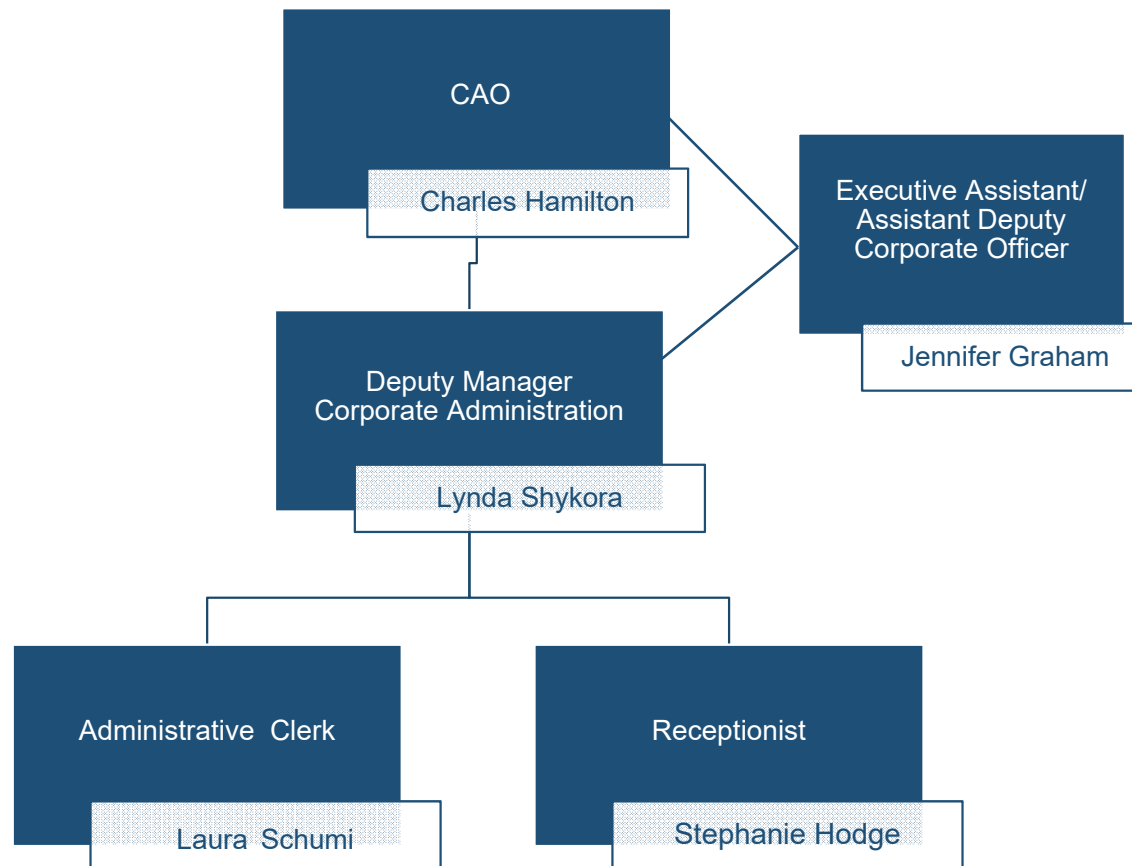 CAO
Charles Hamilton
Executive Assistant/
Assistant Deputy
Corporate Officer
Jennifer Graham
Deputy Manager
Corporate Administration
Lynda Shykora
Administrative Clerk
Laura Schumi
Receptionist
Stephanie Hodge